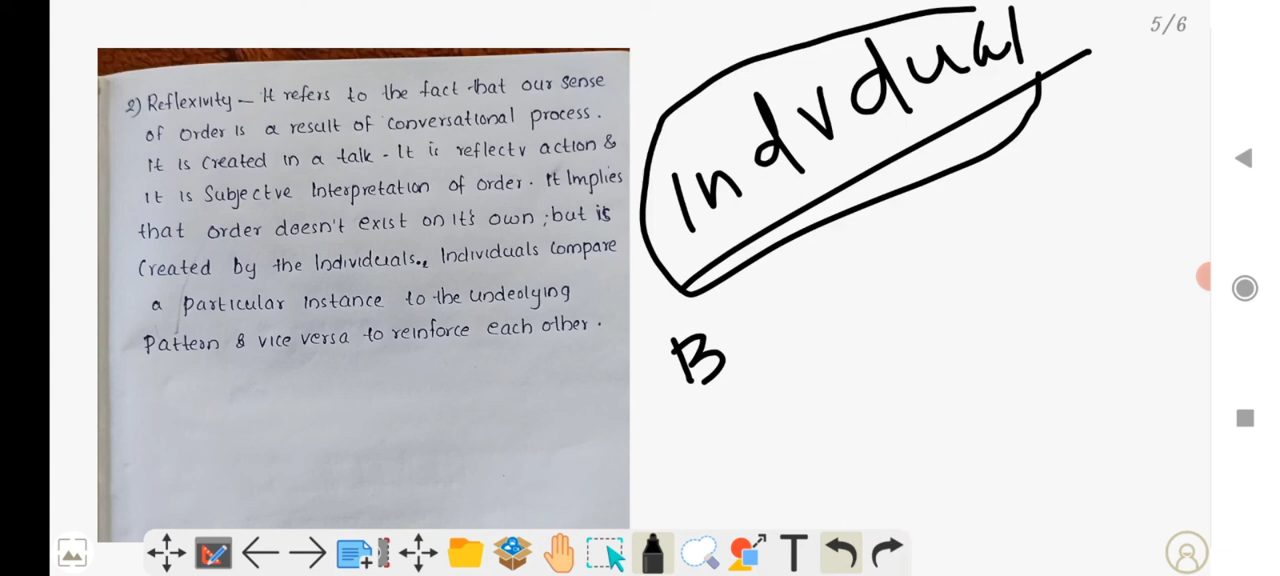 2) Reflexivity - It refers to the fact that our sense
of order is a result of conversational process.
It is created in a talk - It is reflectv action &
It is Subjectve Interpretation of order. It Implies
that order doesn't exist on it's own, but is
Created by the Individuals.. Individuals Compare
a particular instance to the undeolying
Patteon & vice versa to reinforce each other.
Indvdual
B
5/6
T